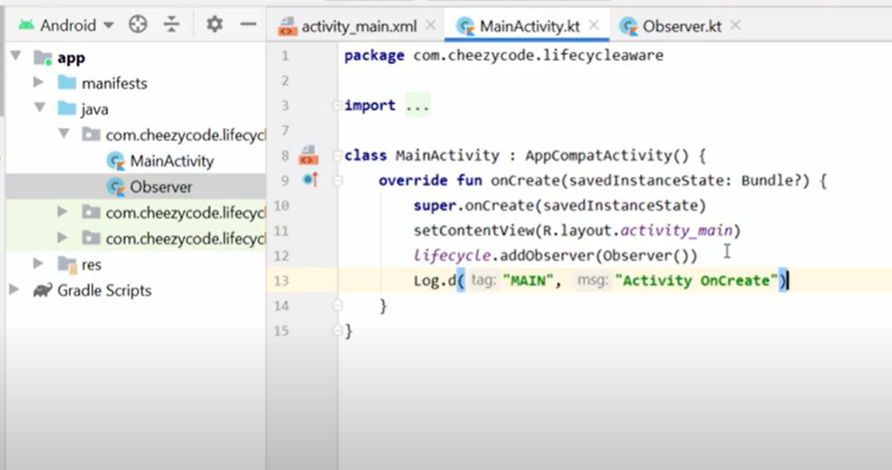 Android
activity_main.xml
MainActivity.kt
Observer.kt
app
manifests
java
com.cheezycode.lifecycl
MainActivity
Observer
com.cheezycode.lifecycl
com.cheezycode.lifecycl
res
Gradle Scripts
1 package com.cheezycode.lifecycleaware
2
3 import ...
7
8 class MainActivity : AppCompatActivity() {
9 override fun onCreate(savedInstanceState: Bundle?) {
10 super.onCreate(savedInstanceState)
11 setContentView(R.layout.activity_main)
12 lifecycle.addObserver(Observer())
13 Log.d( tag: "MAIN", msg: "Activity OnCreate")
14 }
15 }